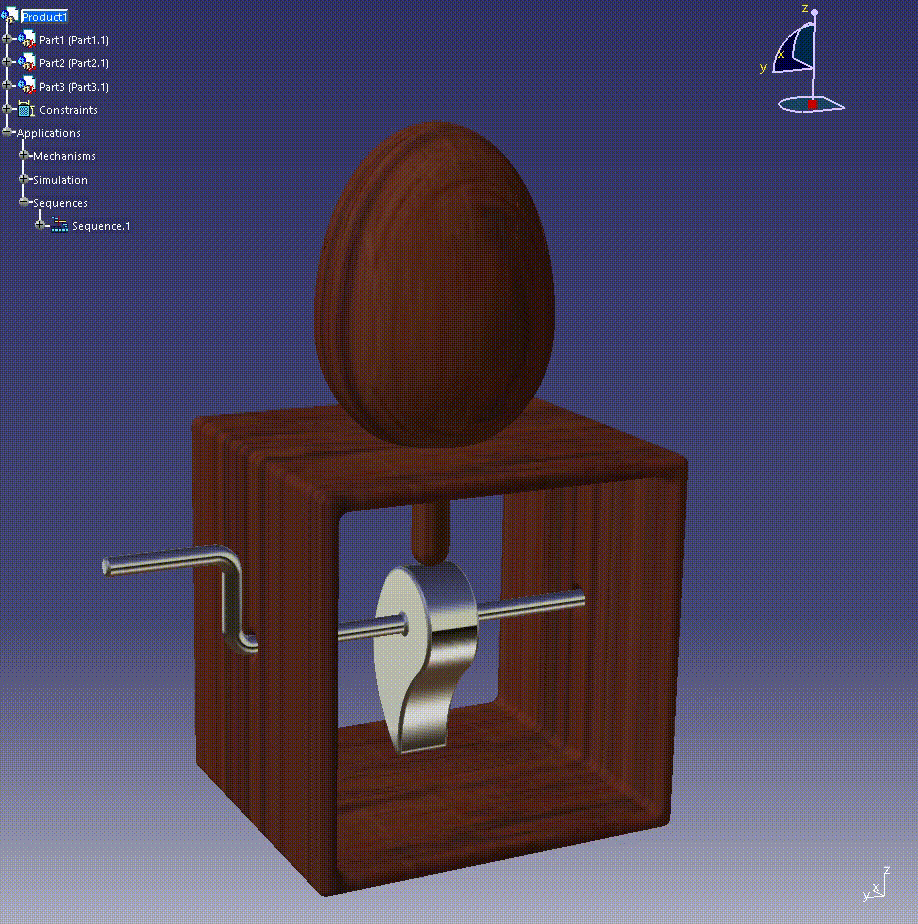 Product1
Part1 (Part1.1)
Part2 (Part2.1)
Part3 (Part3.1)
Constraints
Applications
Mechanisms
Simulation
Sequences
Sequence.1
z
x
y
z
x
y